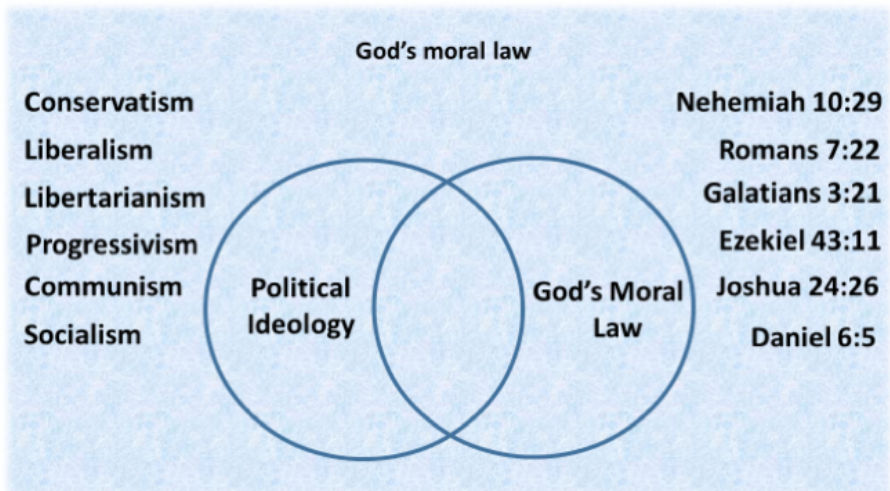 God's moral law
Conservatism
Liberalism
Libertarianism
Progressivism
Communism
Socialism
Political
Ideology
God's Moral
Law
Nehemiah 10:29
Romans 7:22
Galatians 3:21
Ezekiel 43:11
Joshua 24:26
Daniel 6:5